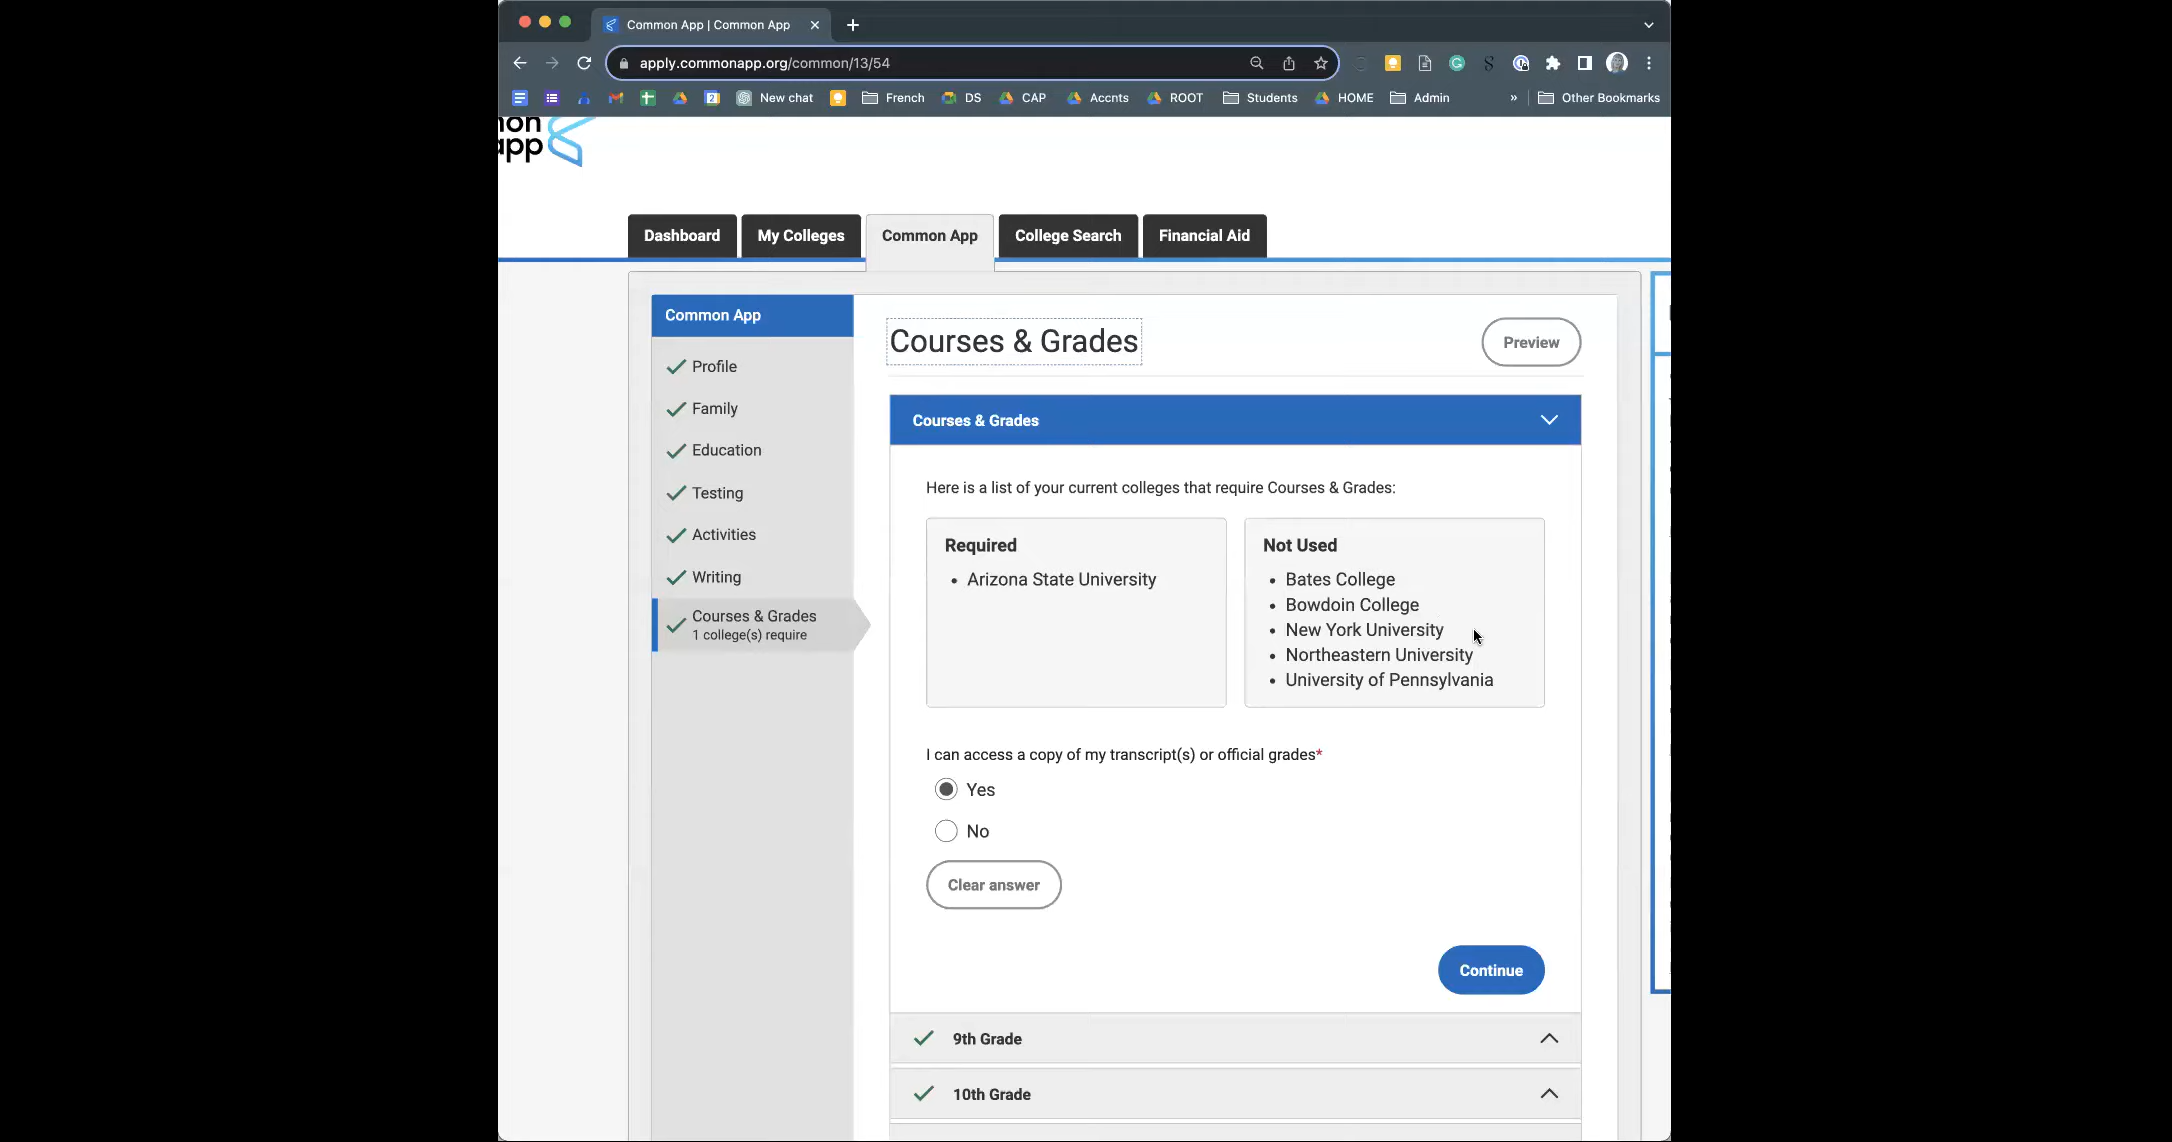 Common App | Common App
apply.commonapp.org/common/13/54
New chat French DS CAP Accnts ROOT Students HOME Admin » Other Bookmarks
app
Dashboard My Colleges Common App College Search Financial Aid
Common App
Profile
Family
Education
Testing
Activities
Writing
Courses & Grades
1 college(s) require
Courses & Grades
Preview
Courses & Grades
Here is a list of your current colleges that require Courses & Grades:
Required
• Arizona State University
Not Used
• Bates College
• Bowdoin College
• New York University
• Northeastern University
• University of Pennsylvania
I can access a copy of my transcript(s) or official grades*
Yes
No
Clear answer
Continue
9th Grade
10th Grade